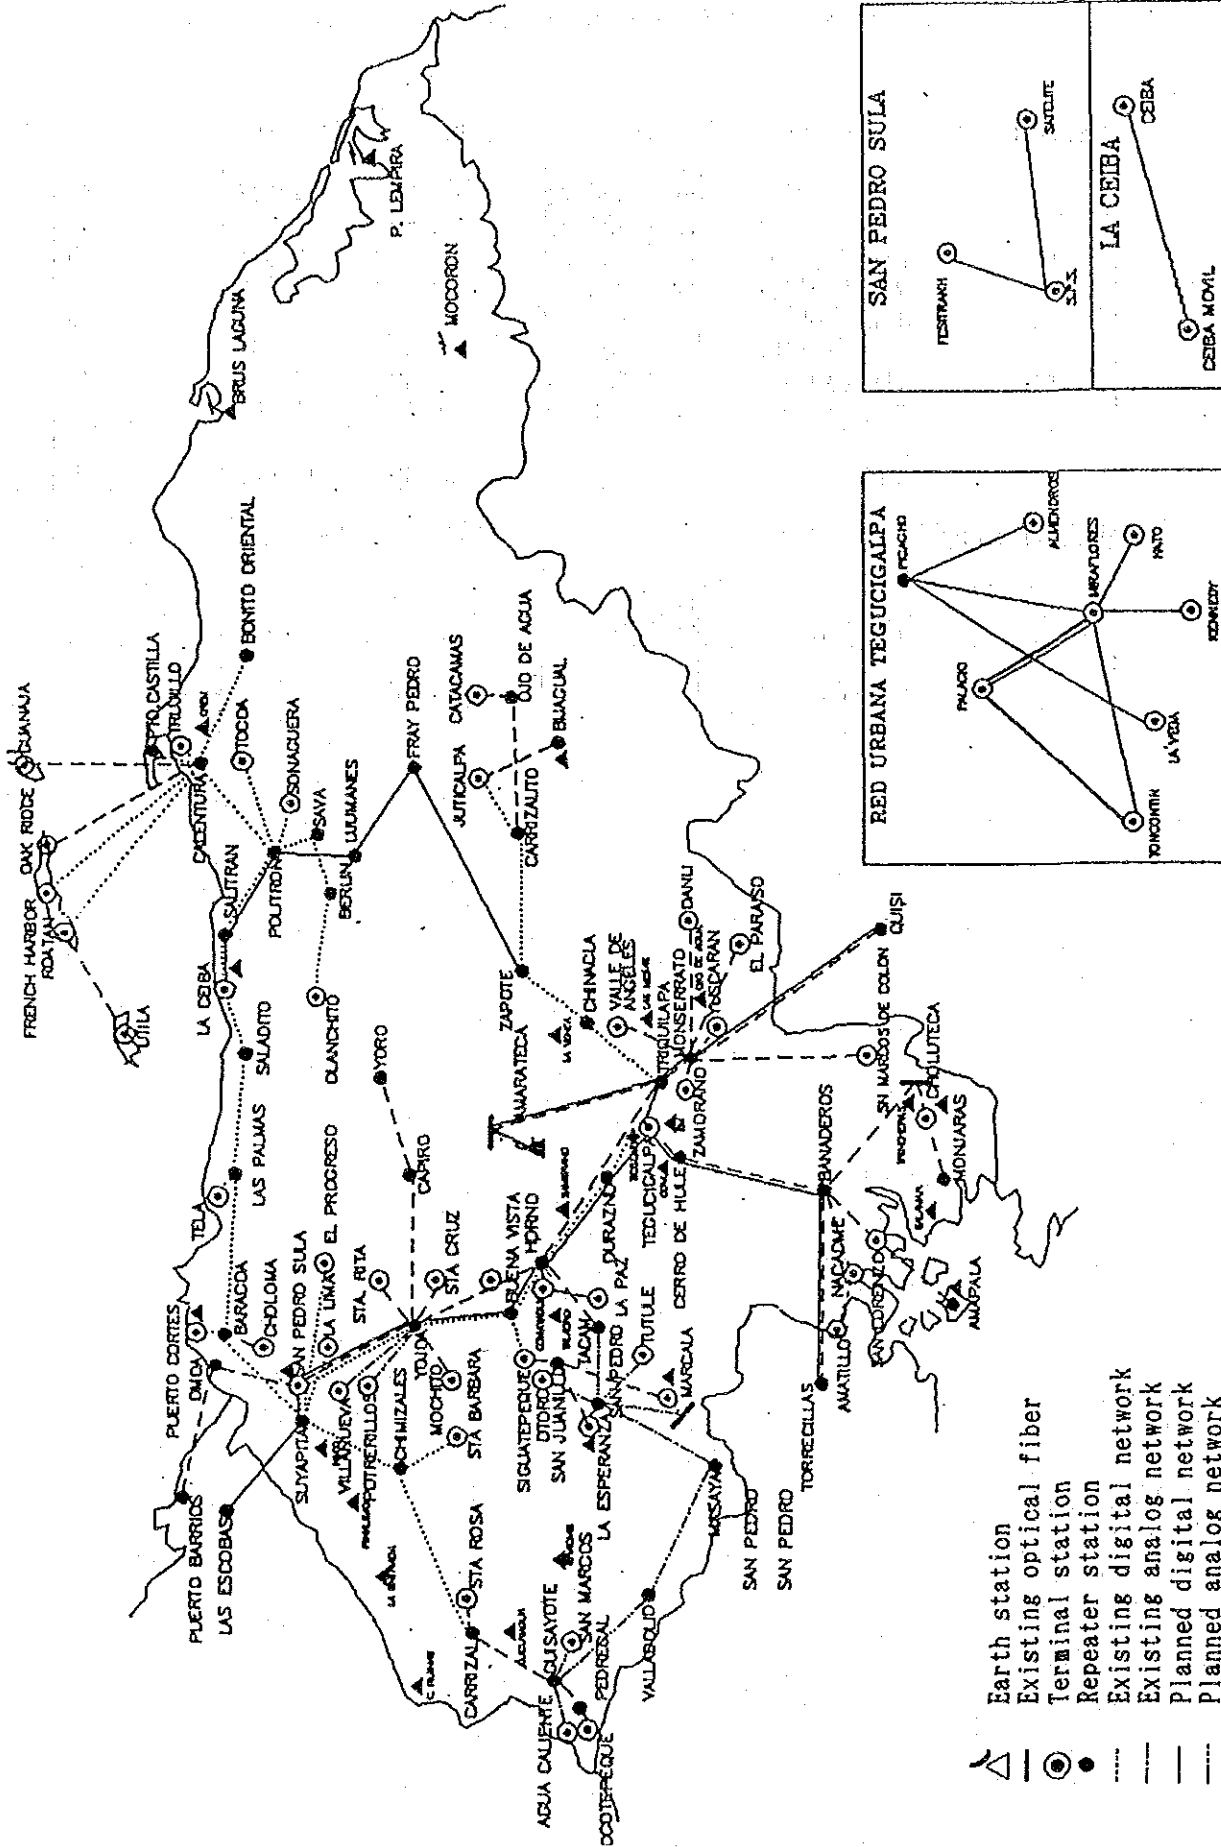 GUANAJA
OAK RIDGE
FRENCH HARBOR
ROATAN
UTILA
PTO. CASTILLA
TRUJILLO
CALENTURA
BONITO ORIENTAL
TOCOA
SONAGUERA
SAVA
LA CEIBA
SALITRAN
POLITRON
BERLIN
LUUMANES
OLANCHITO
SALADITO
LAS PALMAS
TELA
BRUS LAGUNA
P. LEMPIRA
MOCORON
FRAY PEDRO
CATACAMAS
OJO DE AGUA
JUTICALPA
BIJAGUAL
CARRIZALITO
ZAPOTE
CHINACLA
VALLE DE
ANGELES
AMARATECA
YORO
CAPIRO
EL PROGRESO
PUERTO CORTES
OMOA
BARACOA
CHOLOMA
SAN PEDRO SULA
LA LIMA
STA. RITA
STA CRUZ
YOJOA
BUENA VISTA
HORNO
PUERTO BARRIOS
LAS ESCOBAS
SUYAPITA
VILLANUEVA
POTRERILLOS
CHIMIZALES
MOCHITO
STA BARBARA
SIGUATEPEQUE
OTORO
SAN JUANILLO
TACAN
LA PAZ
SAN PEDRO
TUTULE
MARCALA
LA ESPERANZA
DURAZNO
TEGUCIGALPA
CERRO DE HULE
TRIQUILAPA
MONSERRATO
ZAMORANO
YUSCARAN
DANLI
EL PARAISO
SN MARCOS DE COLON
QUISI
CHOLUTECA
MONJARAS
BANADEROS
NACAOME
SAN LORENZO
AMATILLO
AMAPALA
TORRECILLAS
STA ROSA
CARRIZAL
GUISAYOTE
SAN MARCOS
PEDREGAL
AGUA CALIENTE
OCOTEPEQUE
VALLADOLID
MASAYA
SAN PEDRO
SAN PEDRO
Earth station
Existing optical fiber
Terminal station
Repeater station
Existing digital network
Existing analog network
Planned digital network
Planned analog network
RED URBANA TEGUCIGALPA
PICACHO
ALMENDROS
PALACIO
MIRAFLORES
HATO
KENNEDY
LA VEGA
TONCONTIN
SAN PEDRO SULA
FESITRANH
SATELITE
S.P.S.
LA CEIBA
CEIBA
CEIBA MOVIL